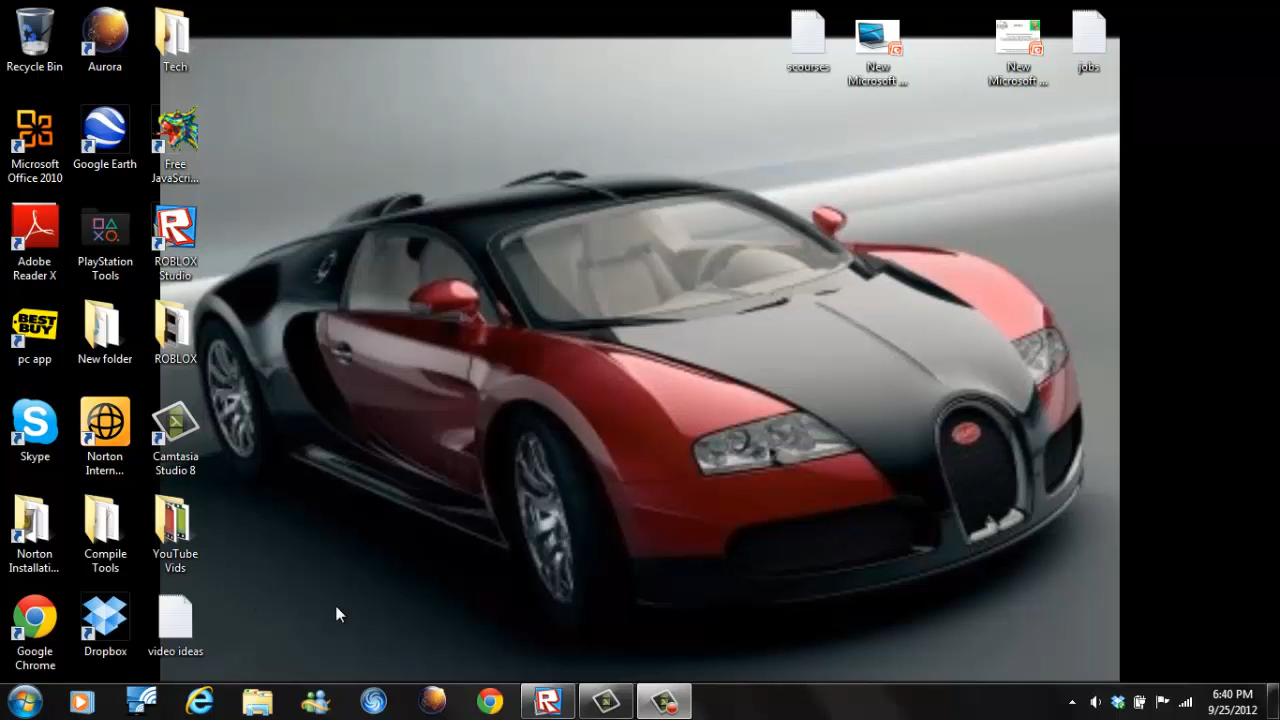 Recycle Bin
Aurora
Tech
scourses
New
Microsoft ...
New
Microsoft ...
jobs
Microsoft
Office 2010
Google Earth
Free
JavaScri...
Adobe
Reader X
PlayStation
Tools
ROBLOX
Studio
BEST
BUY
pc app
New folder
ROBLOX
Skype
Norton
Intern...
Camtasia
Studio 8
Norton
Installati...
Compile
Tools
YouTube
Vids
Google
Chrome
Dropbox
video ideas
6:40 PM
9/25/2012